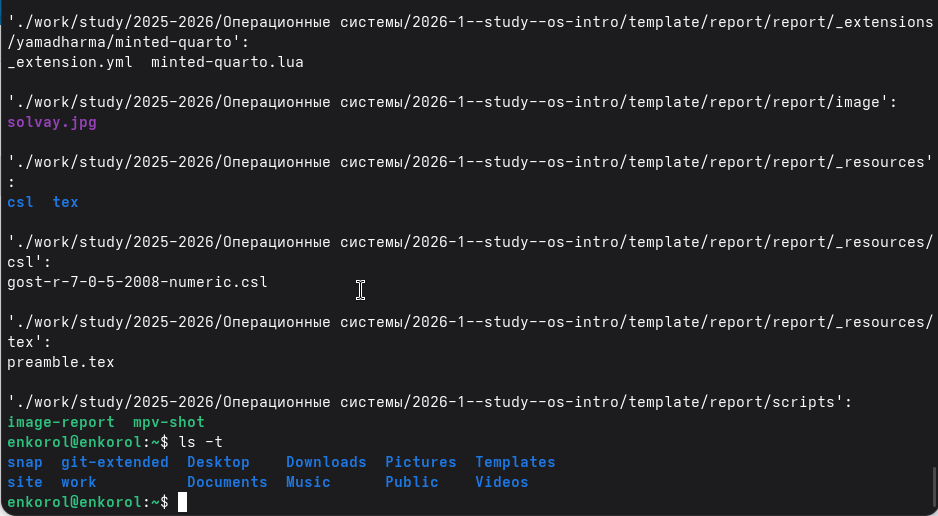 './work/study/2025-2026/Операционные системы/2026-1--study--os-intro/template/report/report/_extensions
/yamadharma/minted-quarto':
_extension.yml  minted-quarto.lua
'./work/study/2025-2026/Операционные системы/2026-1--study--os-intro/template/report/report/image':
solvay.jpg
'./work/study/2025-2026/Операционные системы/2026-1--study--os-intro/template/report/report/_resources'
:
csl  tex
'./work/study/2025-2026/Операционные системы/2026-1--study--os-intro/template/report/report/_resources/
csl':
gost-r-7-0-5-2008-numeric.csl
'./work/study/2025-2026/Операционные системы/2026-1--study--os-intro/template/report/report/_resources/
tex':
preamble.tex
'./work/study/2025-2026/Операционные системы/2026-1--study--os-intro/template/report/scripts':
image-report  mpv-shot
enkorol@enkorol:~$ ls -t
snap  git-extended  Desktop    Downloads  Pictures  Templates
site  work          Documents  Music      Public    Videos
enkorol@enkorol:~$